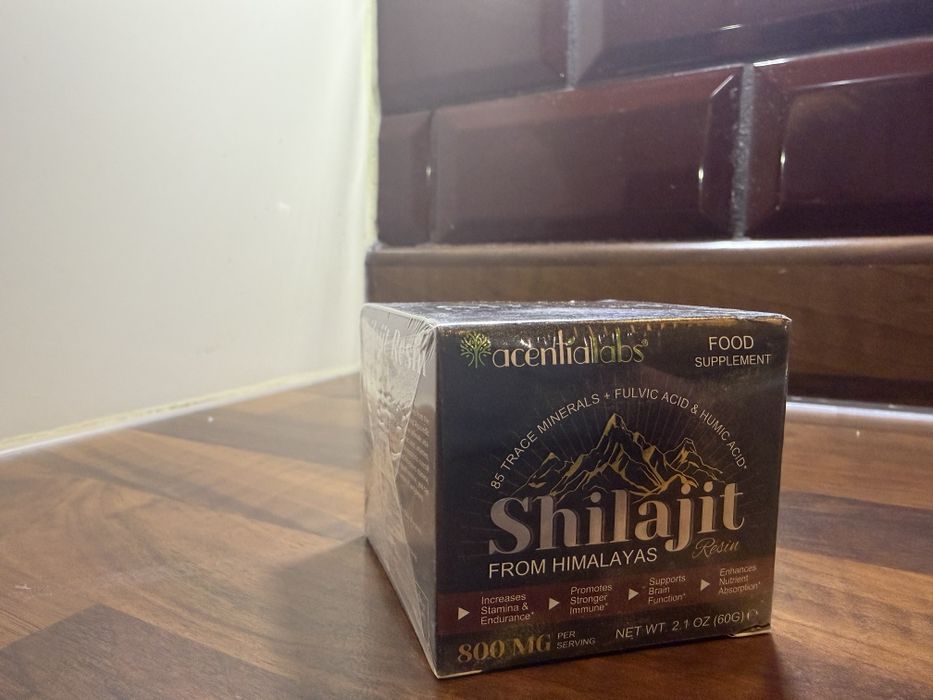 acentiallabs®
FOOD
SUPPLEMENT
85 TRACE MINERALS + FULVIC ACID & HUMIC ACID*
Shilajit
Resin
FROM HIMALAYAS
Increases
Stamina &
Endurance*
Promotes
Stronger
Immune*
Supports
Brain
Function*
Enhances
Nutrient
Absorption*
800 MG
PER
SERVING
NET WT. 2.1 OZ (60G)